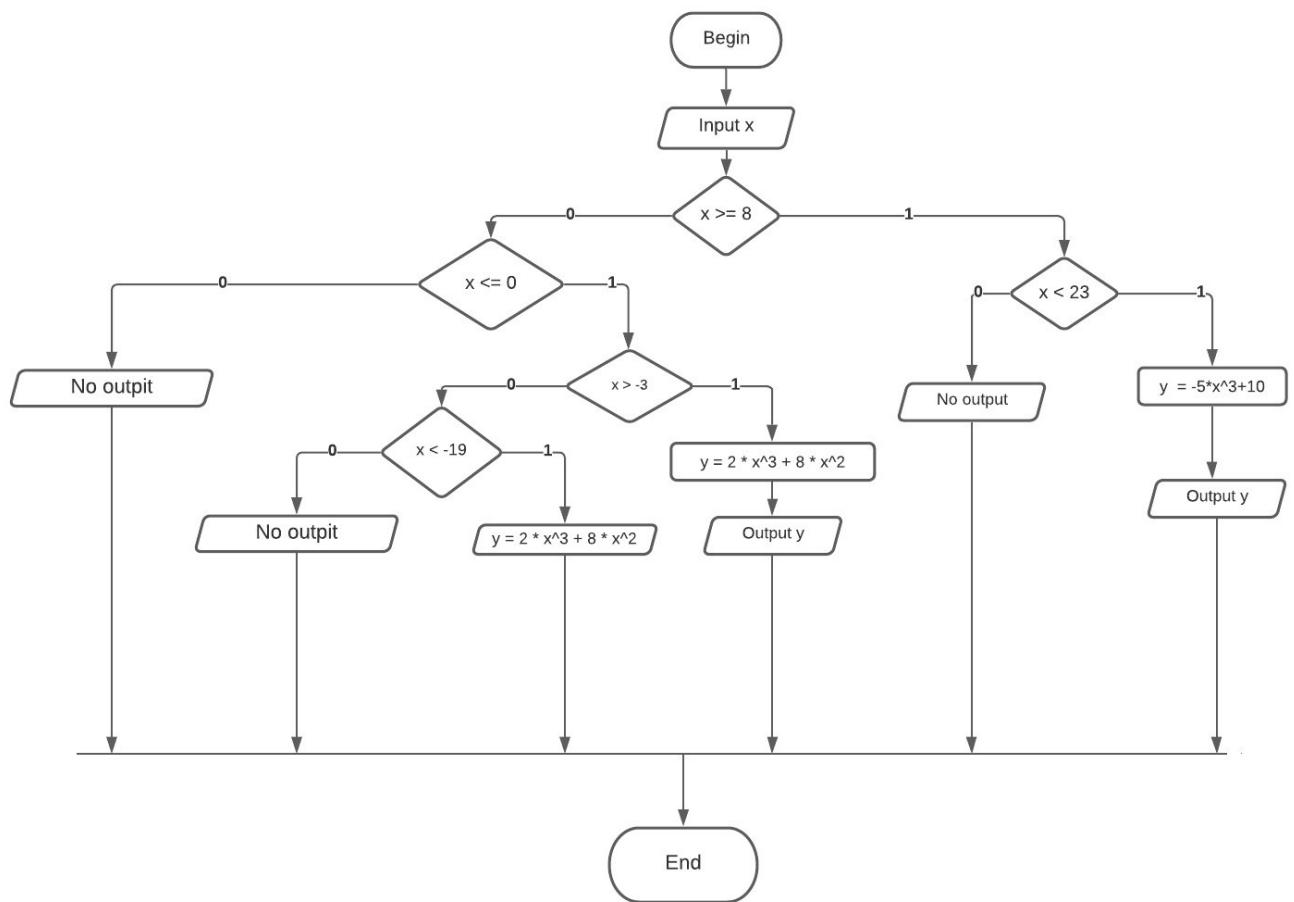 Begin
Input x
x >= 8
0
1
x <= 0
0
1
x < 23
0
1
No outpit
x > -3
0
1
No output
y = -5*x^3+10
x < -19
0
1
y = 2 * x^3 + 8 * x^2
Output y
No outpit
y = 2 * x^3 + 8 * x^2
Output y
End